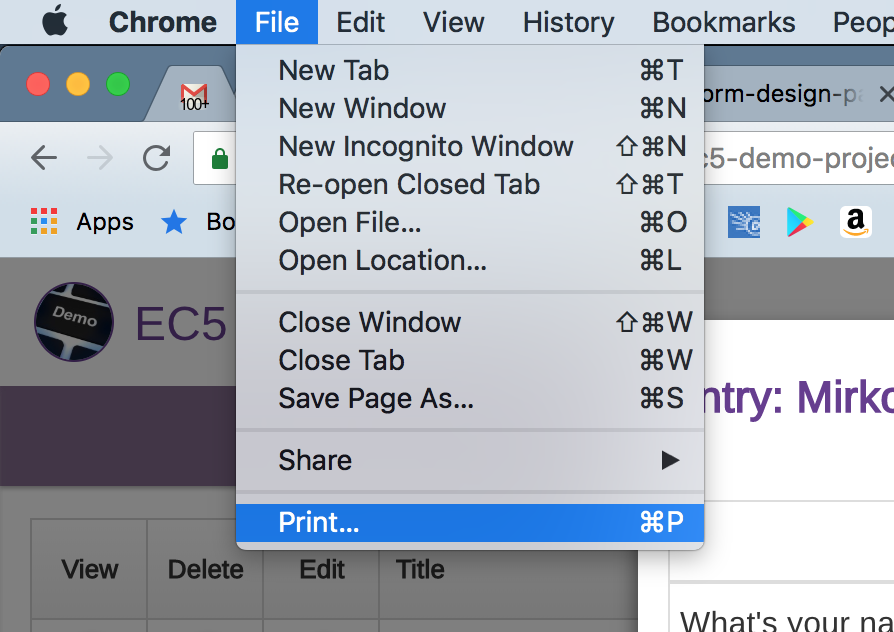 Chrome File Edit View History Bookmarks Peop
100+
orm-design-pa
New Tab ⌘T
New Window ⌘N
New Incognito Window ⇧⌘N
Re-open Closed Tab ⇧⌘T
Open File... ⌘O
Open Location... ⌘L
Close Window ⇧⌘W
Close Tab ⌘W
Save Page As... ⌘S
Share ▶
Print... ⌘P
c5-demo-projec
Apps Bo
a
Demo
EC5
ntry: Mirko
View Delete Edit Title
What's your na